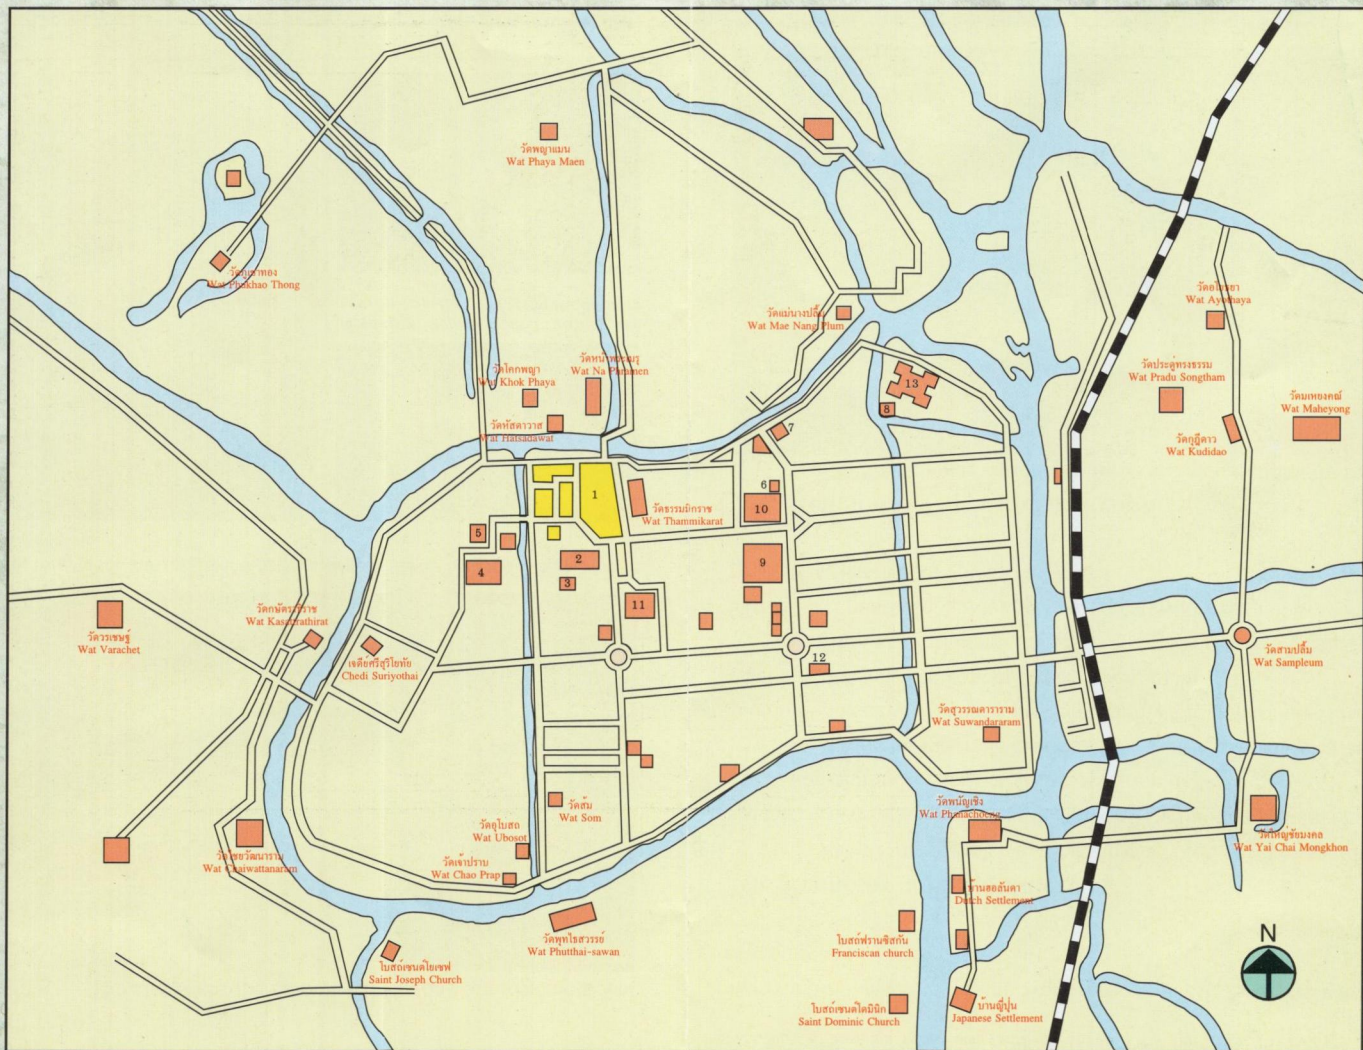 วัดพญาแมน
Wat Phaya Maen
วัดภูเขาทอง
Wat Phukhao Thong
วัดแม่นางปลื้ม
Wat Mae Nang Plum
วัดอโยธยา
Wat Ayothaya
วัดโคกพญา
Wat Khok Phaya
วัดหน้าพระเมรุ
Wat Na Phramen
วัดหัสดาวาส
Wat Hatsadawat
วัดประดู่ทรงธรรม
Wat Pradu Songtham
วัดมเหยงคณ์
Wat Maheyong
วัดกุฎีดาว
Wat Kudidao
13
8
7
6
10
1
วัดธรรมมิกราช
Wat Thammikarat
5
4
2
3
9
11
12
วัดวรเชษฐ์
Wat Varachet
วัดกษัตราธิราช
Wat Kasattrathirat
เจดีย์ศรีสุริโยทัย
Chedi Suriyothai
วัดสามปลื้ม
Wat Sampleum
วัดสุวรรณดาราราม
Wat Suwandararam
วัดส้ม
Wat Som
วัดอุโบสถ
Wat Ubosot
วัดเจ้าปราบ
Wat Chao Prap
วัดไชยวัฒนาราม
Wat Chaiwattanaram
วัดพนัญเชิง
Wat Phanachoeng
วัดใหญ่ชัยมงคล
Wat Yai Chai Mongkhon
บ้านฮอลันดา
Dutch Settlement
วัดพุทไธสวรรย์
Wat Phutthai-sawan
โบสถ์เซนต์โยเซฟ
Saint Joseph Church
โบสถ์ฟรานซิสกัน
Franciscan church
โบสถ์เซนต์โดมินิก
Saint Dominic Church
บ้านญี่ปุ่น
Japanese Settlement
N